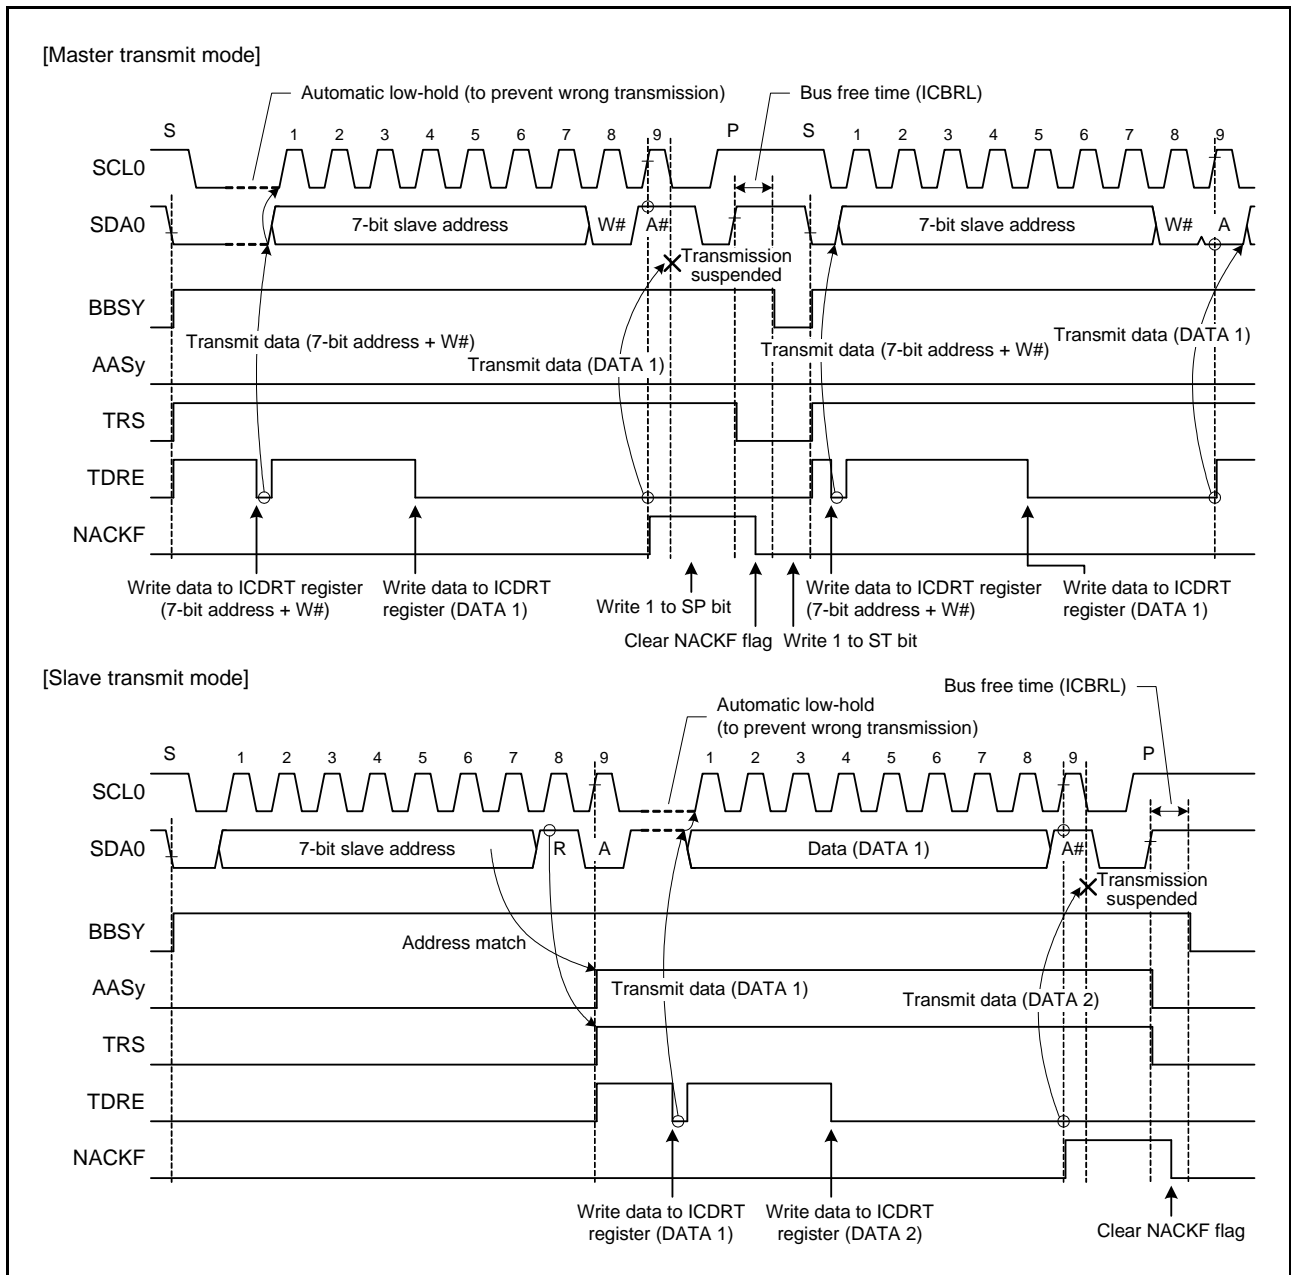 [Master transmit mode]
Automatic low-hold (to prevent wrong transmission)
Bus free time (ICBRL)
S 1 2 3 4 5 6 7 8 9 P S 1 2 3 4 5 6 7 8 9
SCL0
SDA0 7-bit slave address W# A# 7-bit slave address W# A
Transmission
suspended
BBSY
Transmit data (7-bit address + W#)
Transmit data (DATA 1)
Transmit data (7-bit address + W#)
Transmit data (DATA 1)
AASy
TRS
TDRE
NACKF
Write data to ICDRT register
(7-bit address + W#)
Write data to ICDRT
register (DATA 1)
Write 1 to SP bit
Clear NACKF flag
Write 1 to ST bit
Write data to ICDRT register
(7-bit address + W#)
Write data to ICDRT
register (DATA 1)
[Slave transmit mode]
Automatic low-hold
(to prevent wrong transmission)
Bus free time (ICBRL)
S 1 2 3 4 5 6 7 8 9 1 2 3 4 5 6 7 8 9 P
SCL0
SDA0 7-bit slave address R A Data (DATA 1) A#
Transmission
suspended
BBSY
Address match
AASy
Transmit data (DATA 1)
Transmit data (DATA 2)
TRS
TDRE
NACKF
Write data to ICDRT
register (DATA 1)
Write data to ICDRT
register (DATA 2)
Clear NACKF flag